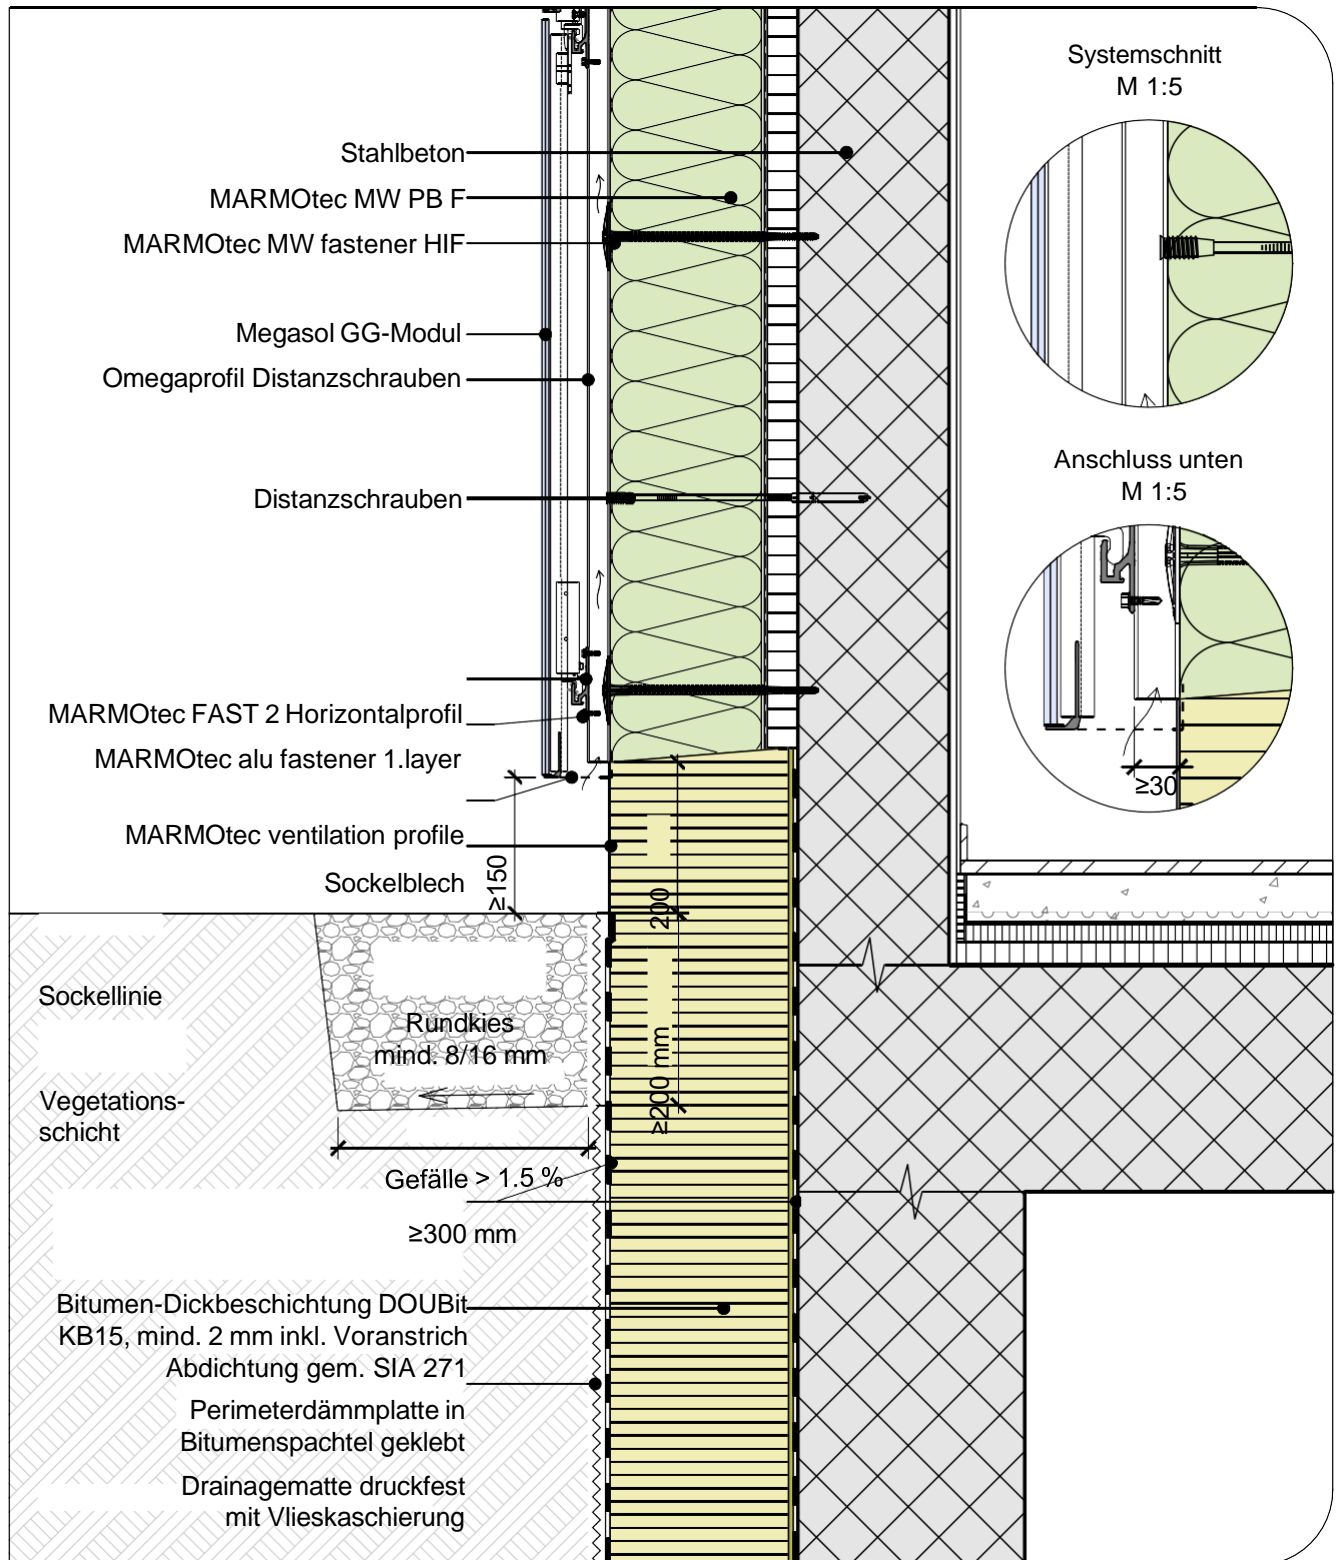 Systemschnitt
M 1:5
Stahlbeton
MARMOtec MW PB F
MARMOtec MW fastener HIF
Megasol GG-Modul
Omegaprofil Distanzschrauben
Anschluss unten
M 1:5
Distanzschrauben
MARMOtec FAST 2 Horizontalprofil
MARMOtec alu fastener 1.layer
≥30
MARMOtec ventilation profile
Sockelblech
≥150
200
Sockellinie
Rundkies
mind. 8/16 mm
≥200 mm
Vegetations-
schicht
Gefälle > 1.5 %
≥300 mm
Bitumen-Dickbeschichtung DOUBit
KB15, mind. 2 mm inkl. Voranstrich
Abdichtung gem. SIA 271
Perimeterdämmplatte in
Bitumenspachtel geklebt
Drainagematte druckfest
mit Vlieskaschierung